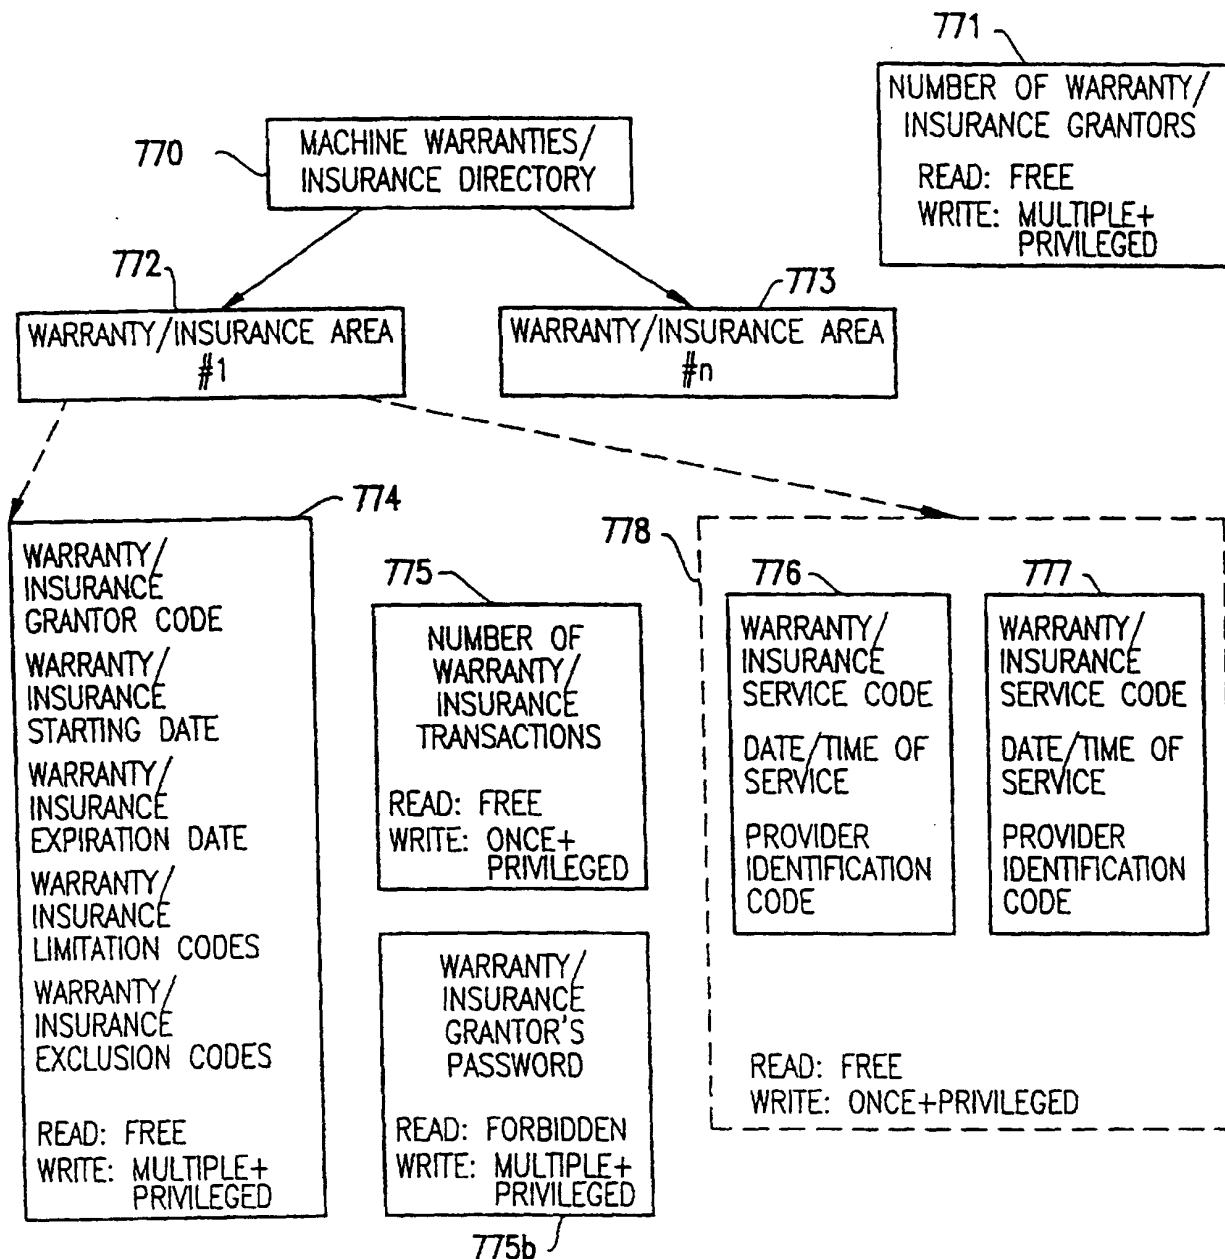 771
NUMBER OF WARRANTY/
INSURANCE GRANTORS
READ: FREE
WRITE: MULTIPLE+
PRIVILEGED
770
MACHINE WARRANTIES/
INSURANCE DIRECTORY
772
WARRANTY/INSURANCE AREA
#1
773
WARRANTY/INSURANCE AREA
#n
774
WARRANTY/
INSURANCE
GRANTOR CODE
WARRANTY/
INSURANCE
STARTING DATE
WARRANTY/
INSURANCE
EXPIRATION DATE
WARRANTY/
INSURANCE
LIMITATION CODES
WARRANTY/
INSURANCE
EXCLUSION CODES
READ: FREE
WRITE: MULTIPLE+
PRIVILEGED
775
NUMBER OF
WARRANTY/
INSURANCE
TRANSACTIONS
READ: FREE
WRITE: ONCE+
PRIVILEGED
WARRANTY/
INSURANCE
GRANTOR'S
PASSWORD
READ: FORBIDDEN
WRITE: MULTIPLE+
PRIVILEGED
775b
778
776
WARRANTY/
INSURANCE
SERVICE CODE
DATE/TIME OF
SERVICE
PROVIDER
IDENTIFICATION
CODE
777
WARRANTY/
INSURANCE
SERVICE CODE
DATE/TIME OF
SERVICE
PROVIDER
IDENTIFICATION
CODE
READ: FREE
WRITE: ONCE+PRIVILEGED